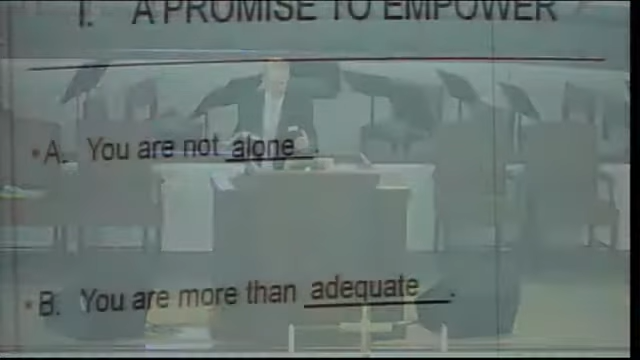 I. A PROMISE TO EMPOWER
• A. You are not alone.
• B. You are more than adequate.